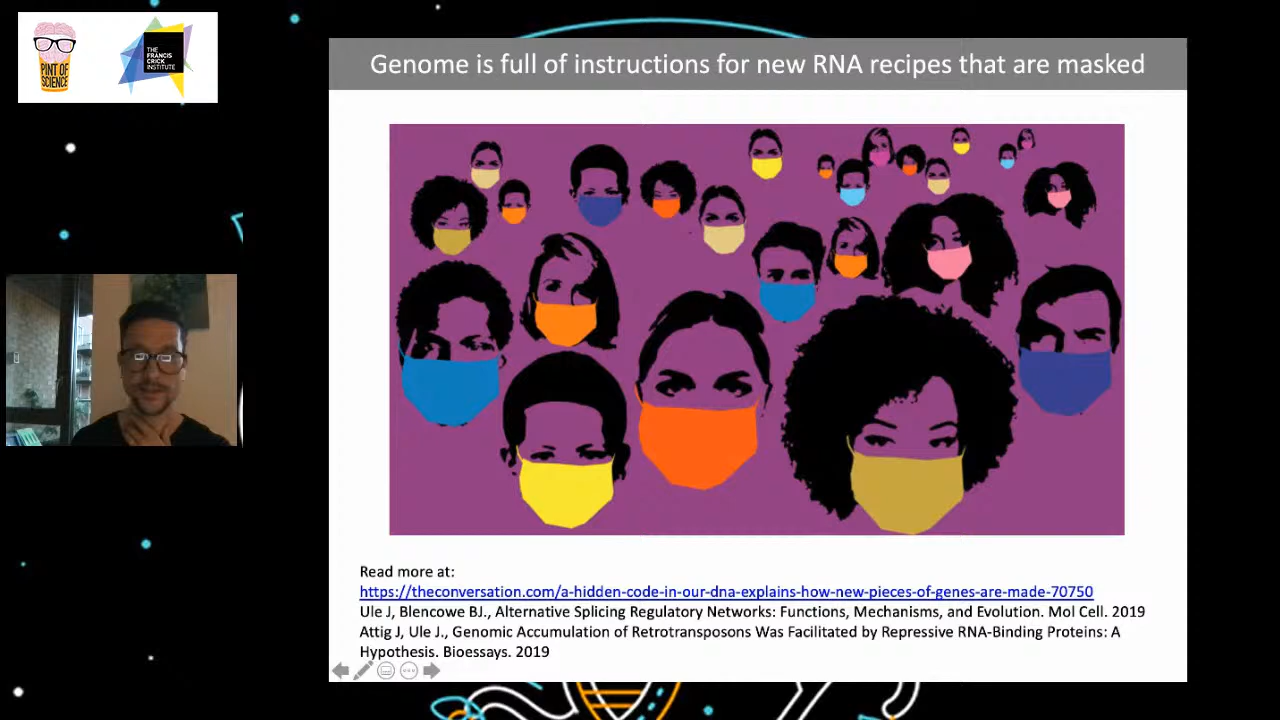 PINT OF
SCIENCE
THE
FRANCIS
CRICK
INSTITUTE
Genome is full of instructions for new RNA recipes that are masked
Read more at:
https://theconversation.com/a-hidden-code-in-our-dna-explains-how-new-pieces-of-genes-are-made-70750
Ule J, Blencowe BJ., Alternative Splicing Regulatory Networks: Functions, Mechanisms, and Evolution. Mol Cell. 2019
Attig J, Ule J., Genomic Accumulation of Retrotransposons Was Facilitated by Repressive RNA-Binding Proteins: A
Hypothesis. Bioessays. 2019